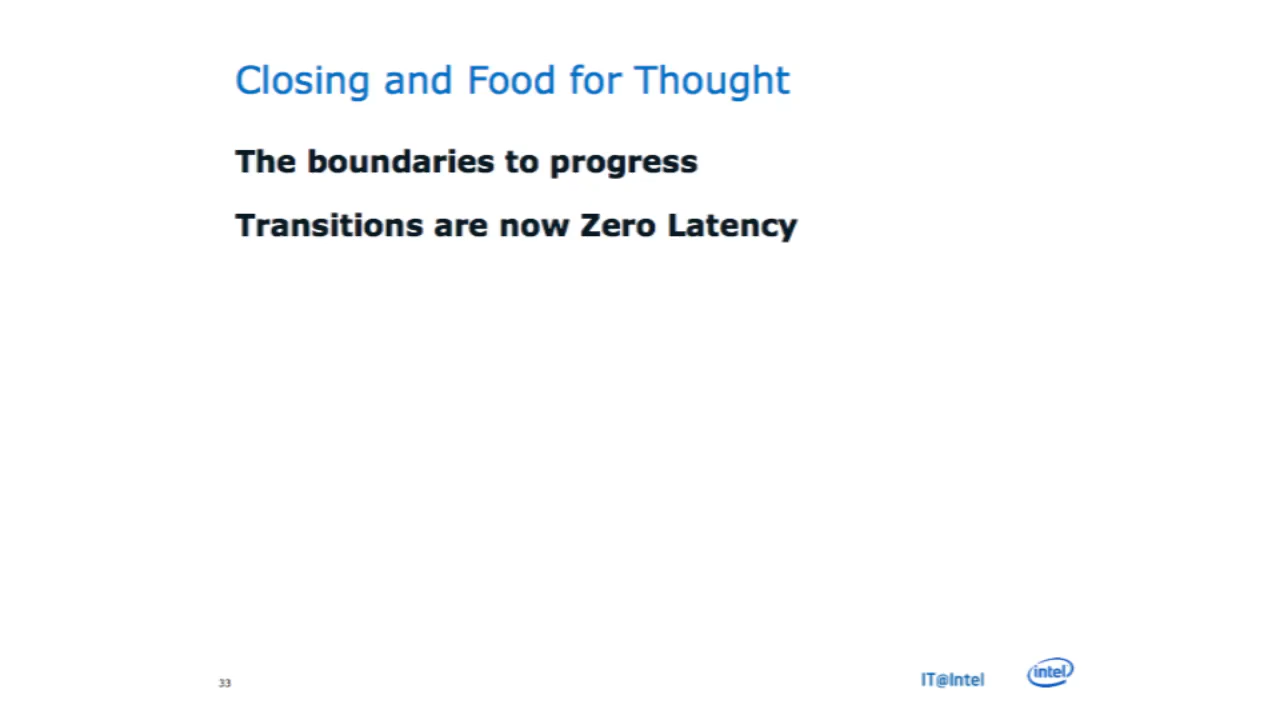 Closing and Food for Thought
The boundaries to progress
Transitions are now Zero Latency
33
IT@Intel
intel